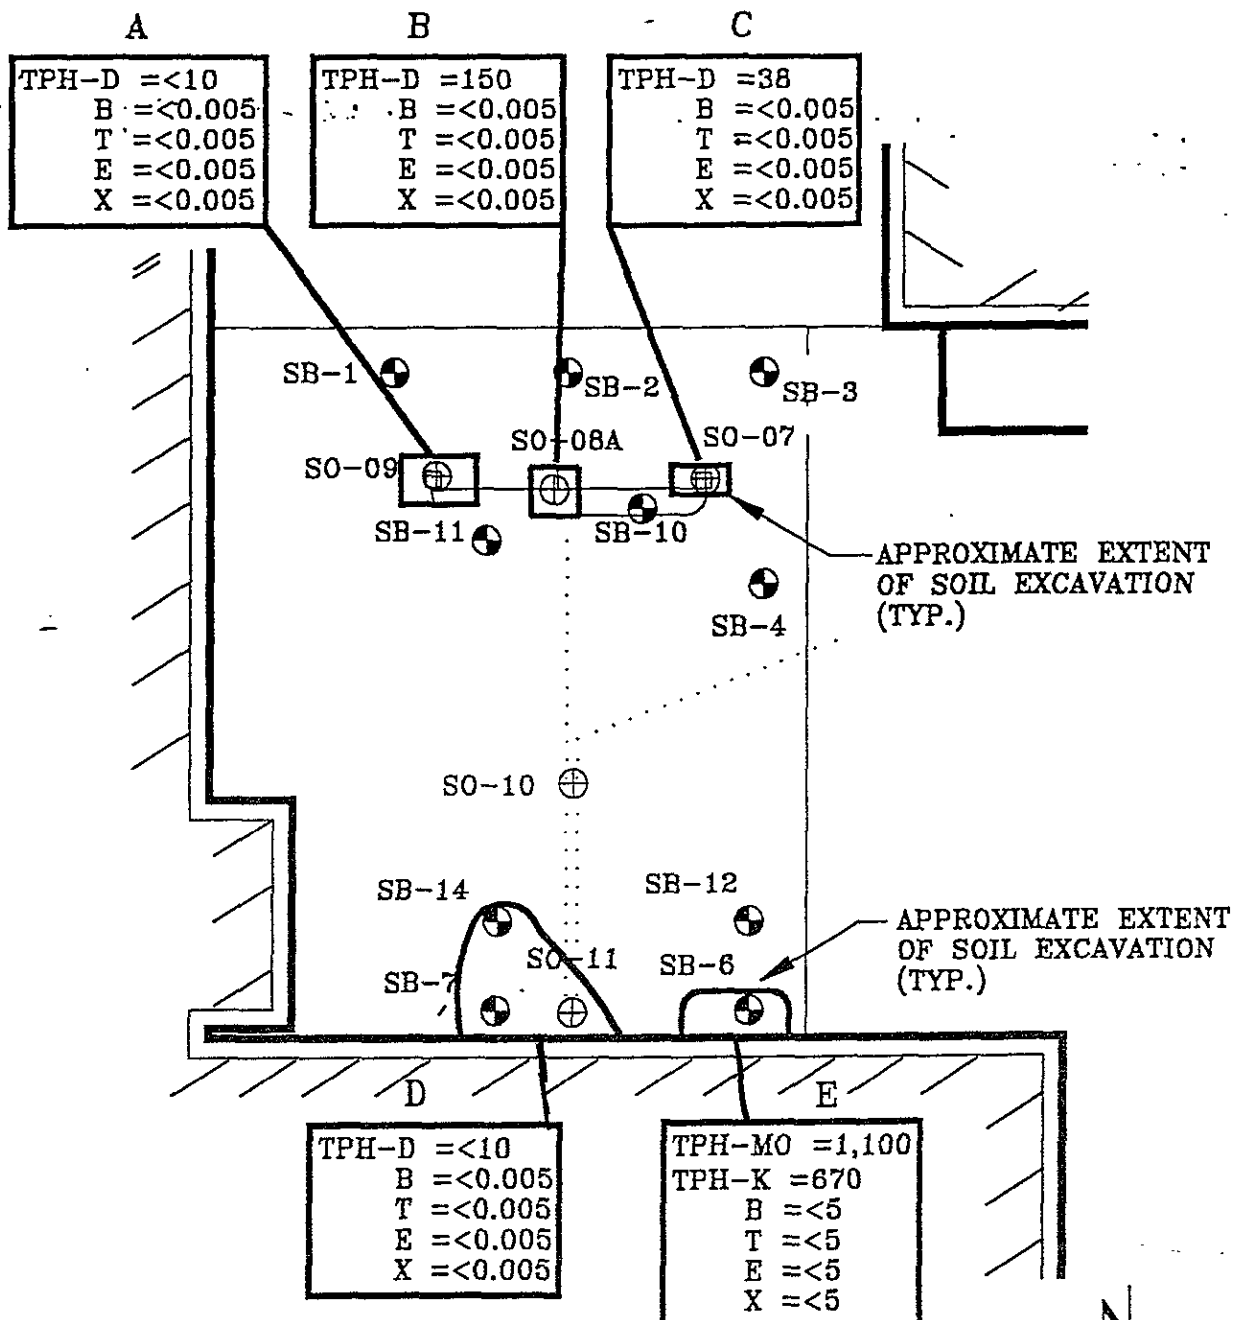 A
B
C
TPH-D =<10
B =<0.005
T =<0.005
E =<0.005
X =<0.005
TPH-D =150
B =<0.005
T =<0.005
E =<0.005
X =<0.005
TPH-D =38
B =<0.005
T =<0.005
E =<0.005
X =<0.005
SB-1
SB-2
SB-3
SO-09
SO-08A
SO-07
SB-11
SB-10
APPROXIMATE EXTENT
OF SOIL EXCAVATION
(TYP.)
SB-4
SO-10
SB-14
SB-12
SB-7
SO-11
SB-6
APPROXIMATE EXTENT
OF SOIL EXCAVATION
(TYP.)
D
E
TPH-D =<10
B =<0.005
T =<0.005
E =<0.005
X =<0.005
TPH-MO =1,100
TPH-K =670
B =<5
T =<5
E =<5
X =<5